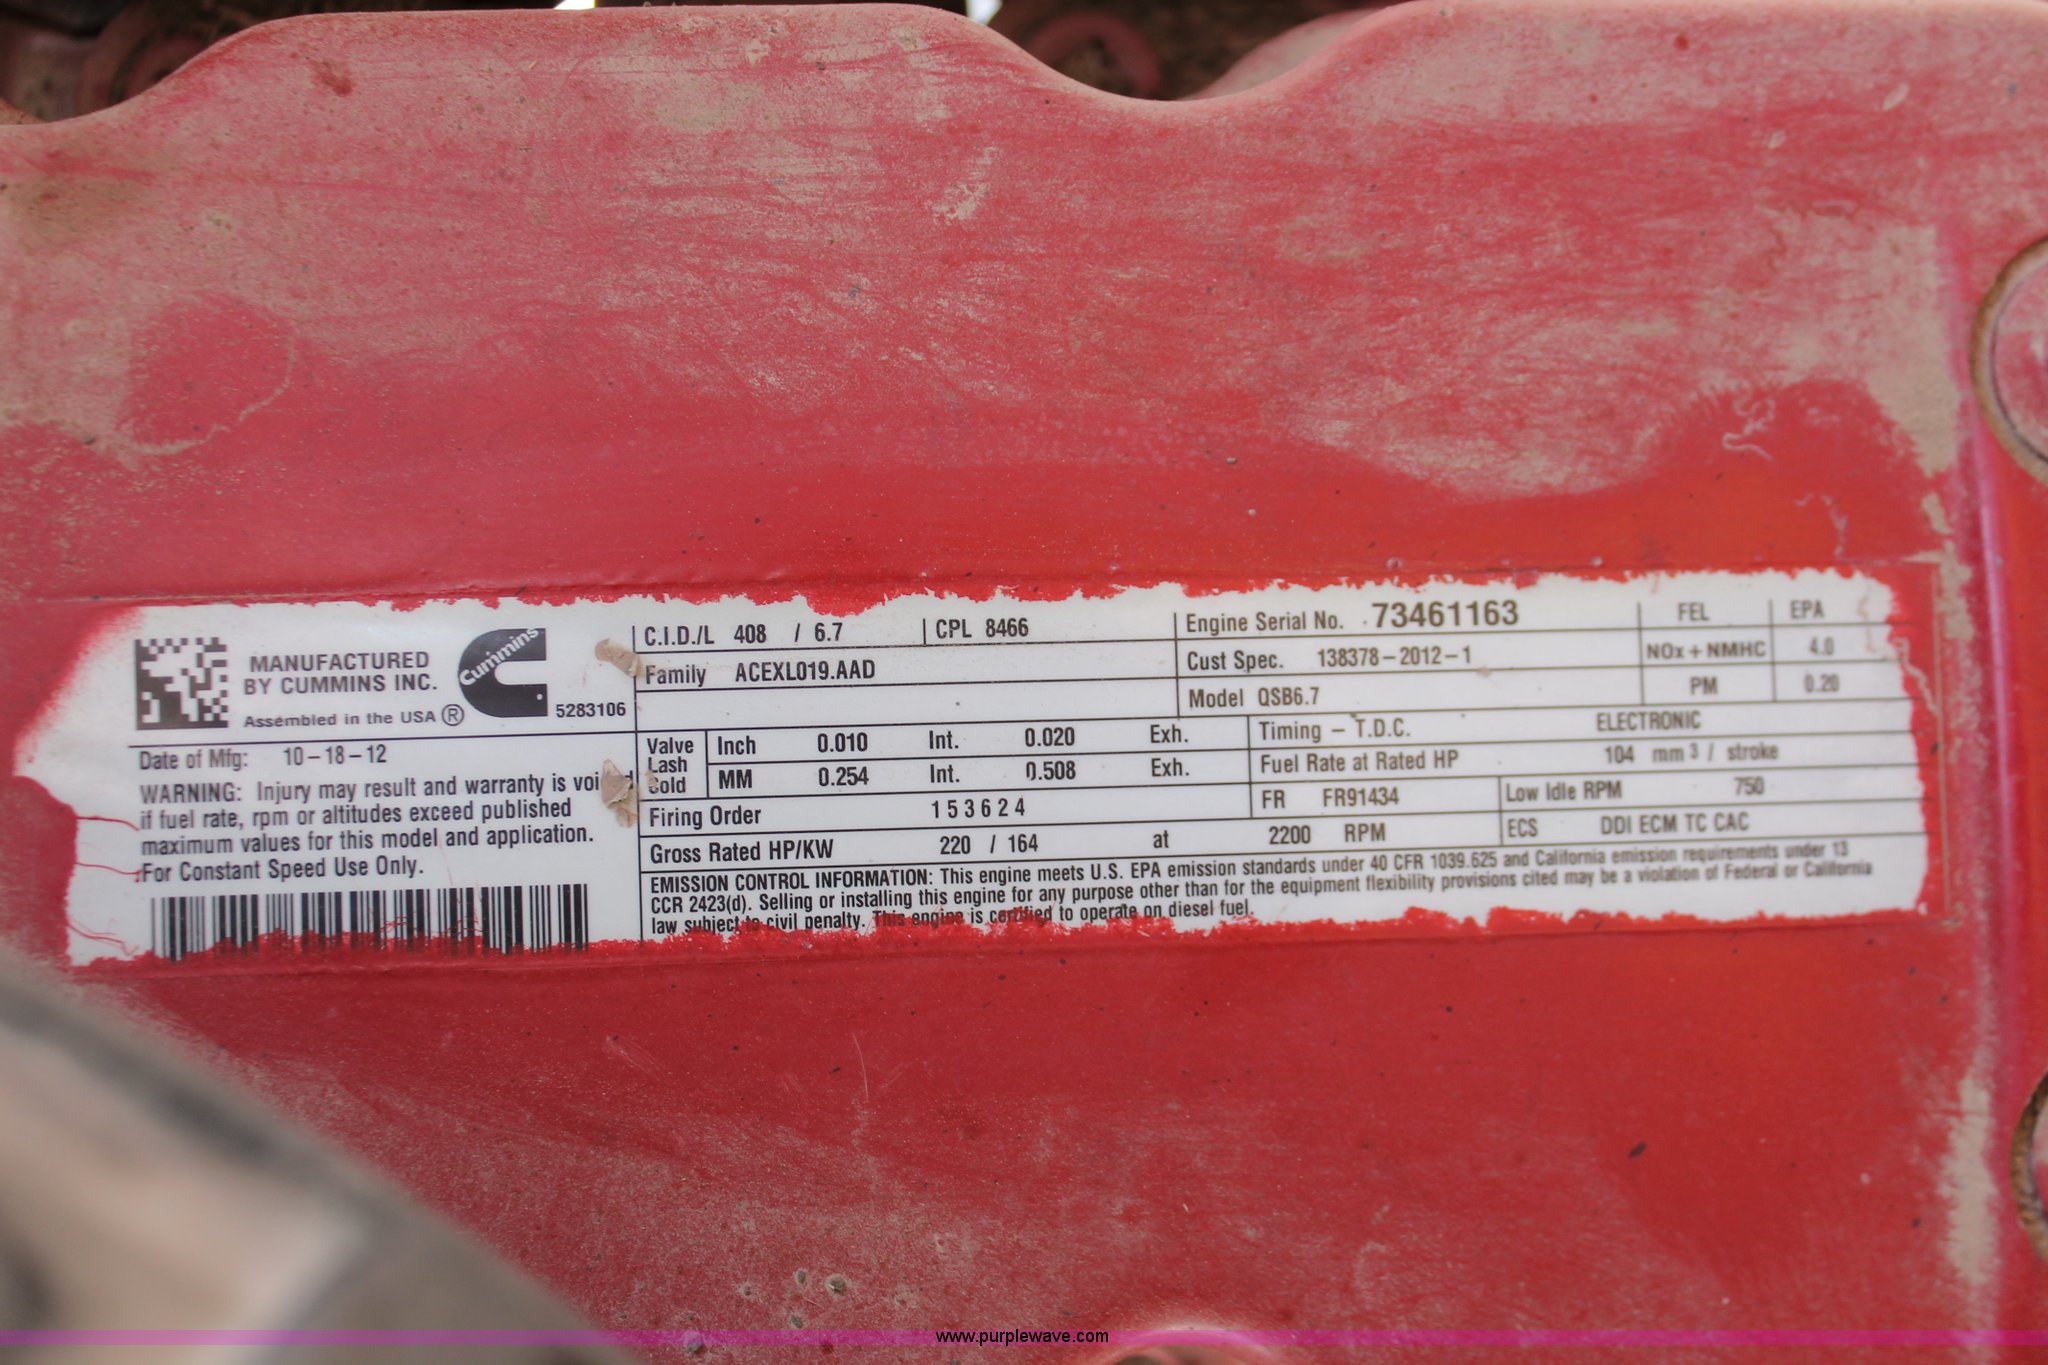 MANUFACTURED
BY CUMMINS INC.
Assembled in the USA ®
Cummins
5283106
Date of Mfg: 10-18-12
WARNING: Injury may result and warranty is voided
if fuel rate, rpm or altitudes exceed published
maximum values for this model and application.
For Constant Speed Use Only.
C.I.D./L 408 / 6.7 CPL 8466
Family ACEXL019.AAD
Engine Serial No. 73461163
Cust Spec. 138378-2012-1
Model QSB6.7
FEL EPA
NOx + NMHC 4.0
PM 0.20
Valve Lash Cold
Inch 0.010 Int. 0.020 Exh.
MM 0.254 Int. 0.508 Exh.
Timing - T.D.C. ELECTRONIC
Fuel Rate at Rated HP 104 mm3 / stroke
Firing Order 1 5 3 6 2 4
FR FR91434 Low Idle RPM 750
Gross Rated HP/KW 220 / 164 at 2200 RPM
ECS DDI ECM TC CAC
EMISSION CONTROL INFORMATION: This engine meets U.S. EPA emission standards under 40 CFR 1039.625 and California emission requirements under 13
CCR 2423(d). Selling or installing this engine for any purpose other than for the equipment flexibility provisions cited may be a violation of Federal or California
law subject to civil penalty. This engine is certified to operate on diesel fuel.
www.purplewave.com